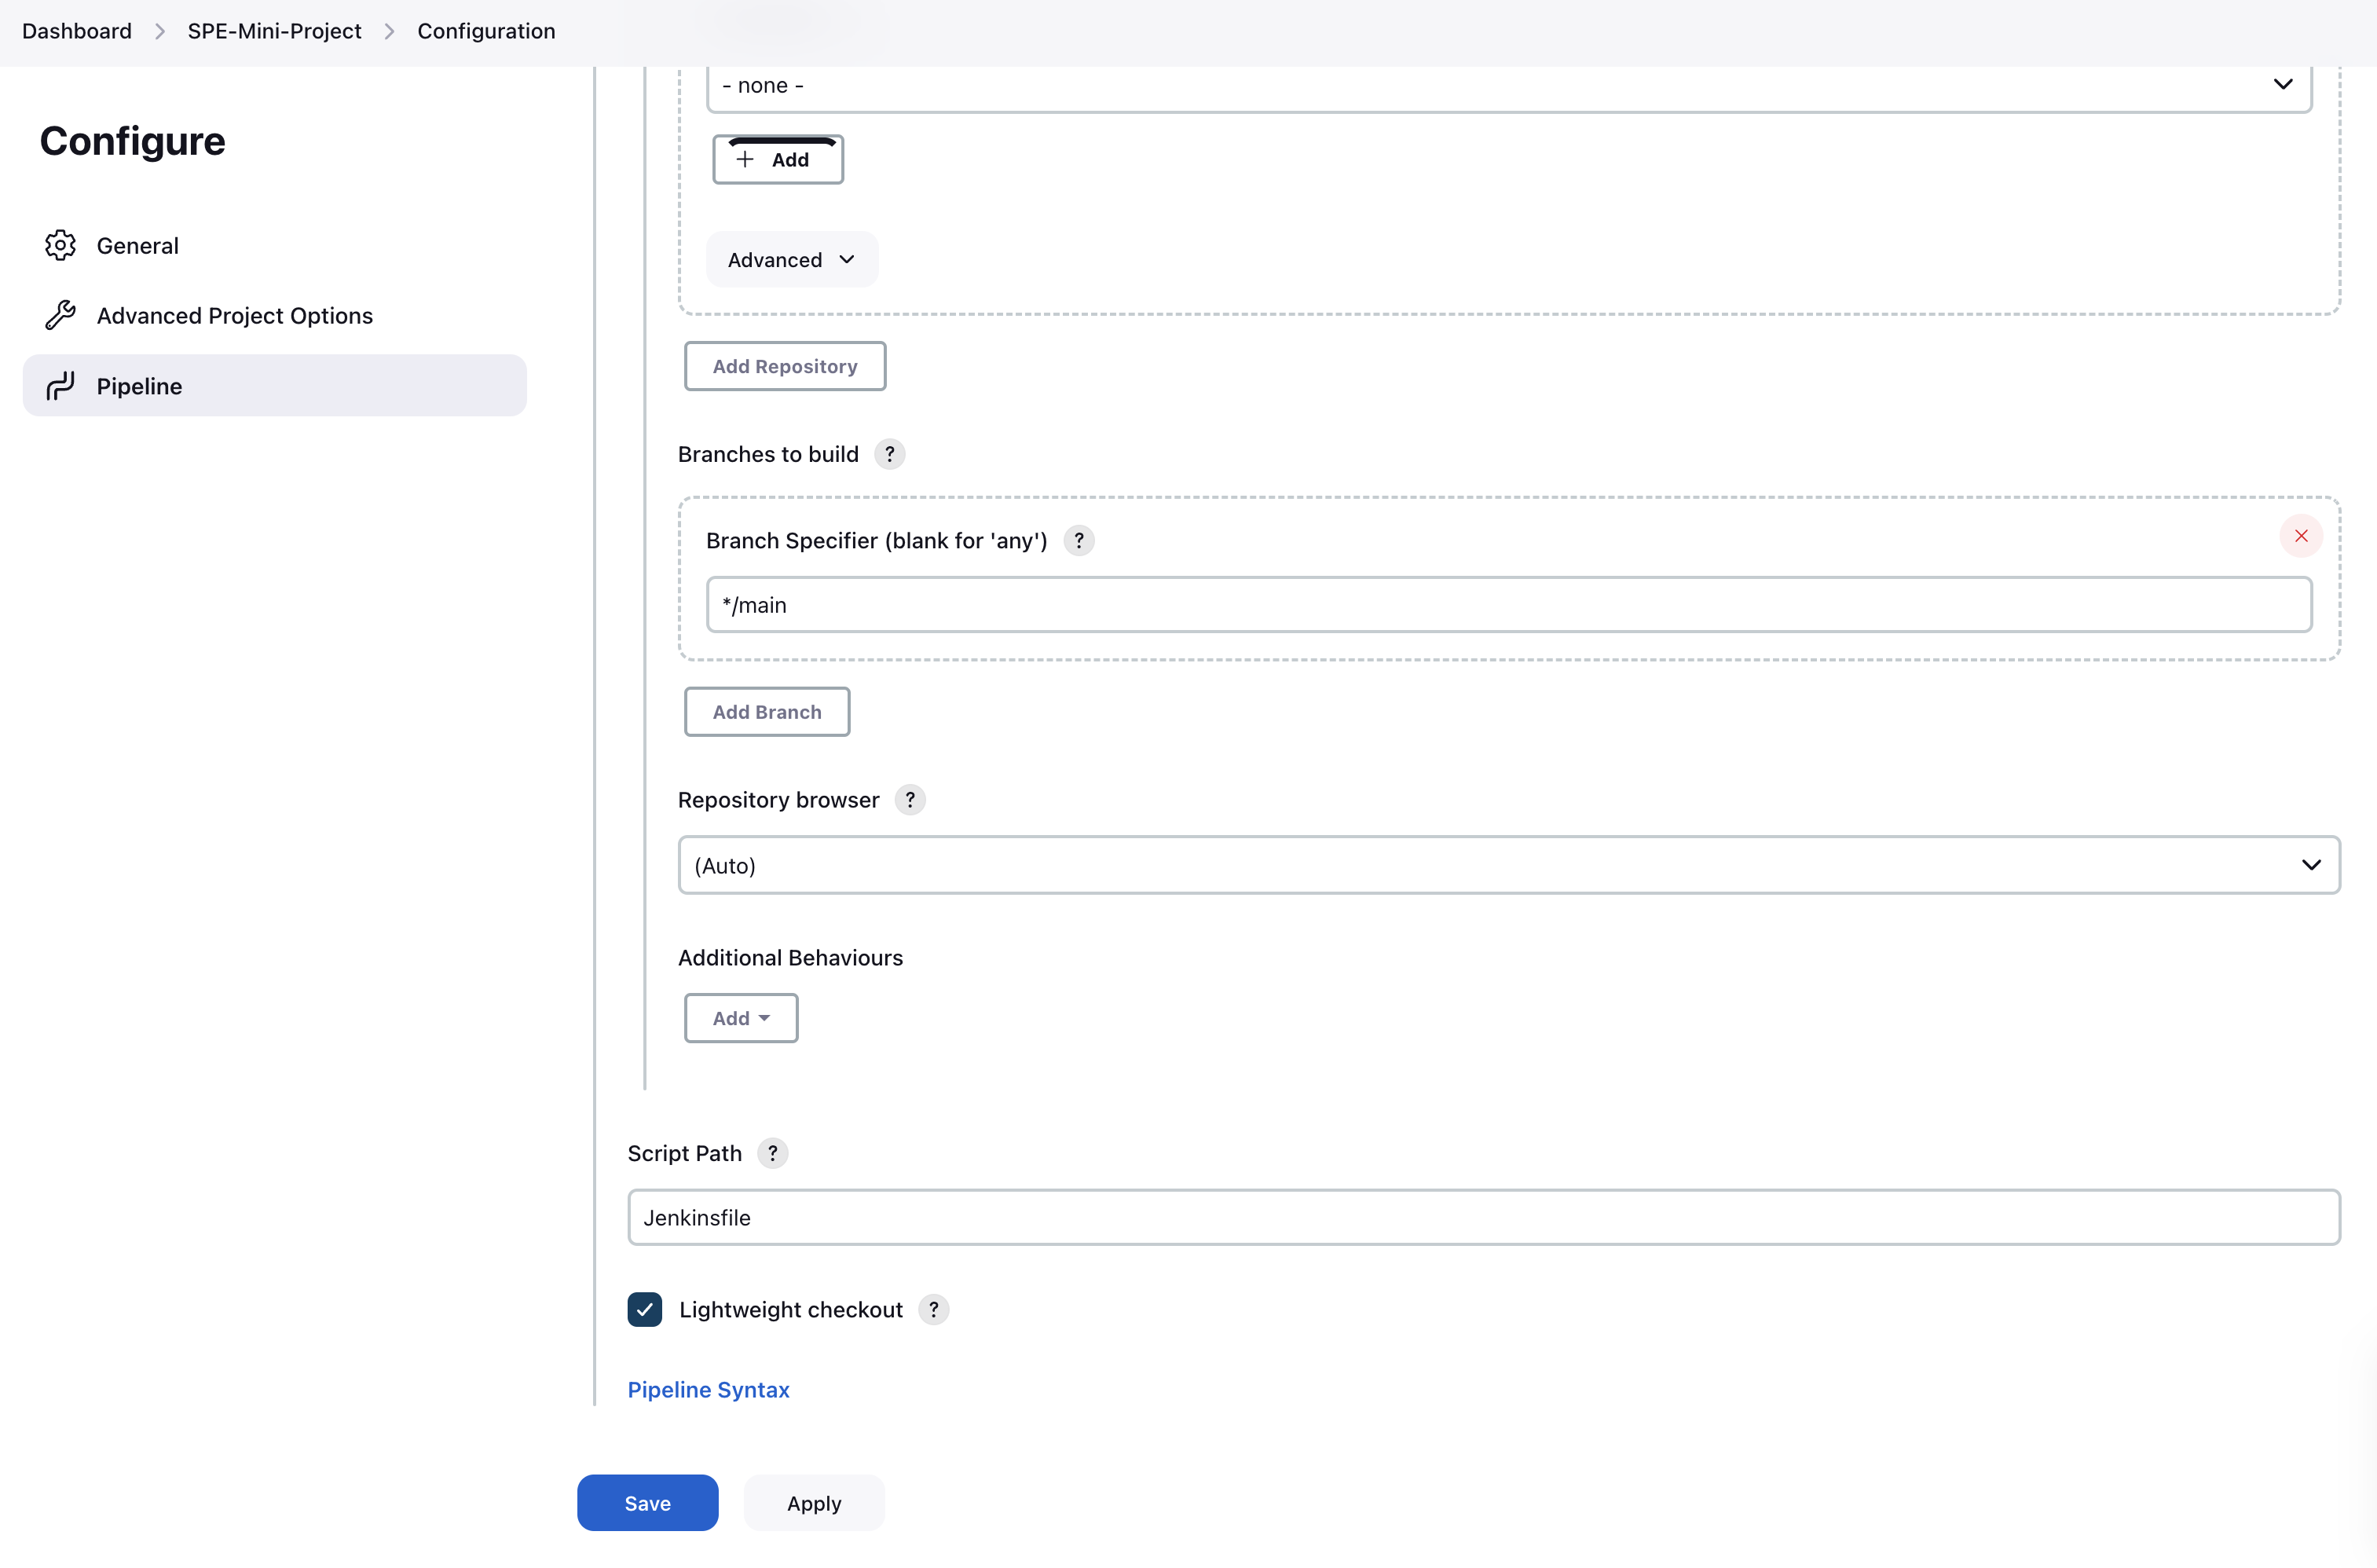 Dashboard > SPE-Mini-Project > Configuration
Configure
General
Advanced Project Options
Pipeline
- none -
+ Add
Advanced
Add Repository
Branches to build ?
Branch Specifier (blank for 'any') ?
*/main
Add Branch
Repository browser ?
(Auto)
Additional Behaviours
Add
Script Path ?
Jenkinsfile
Lightweight checkout ?
Pipeline Syntax
Save Apply